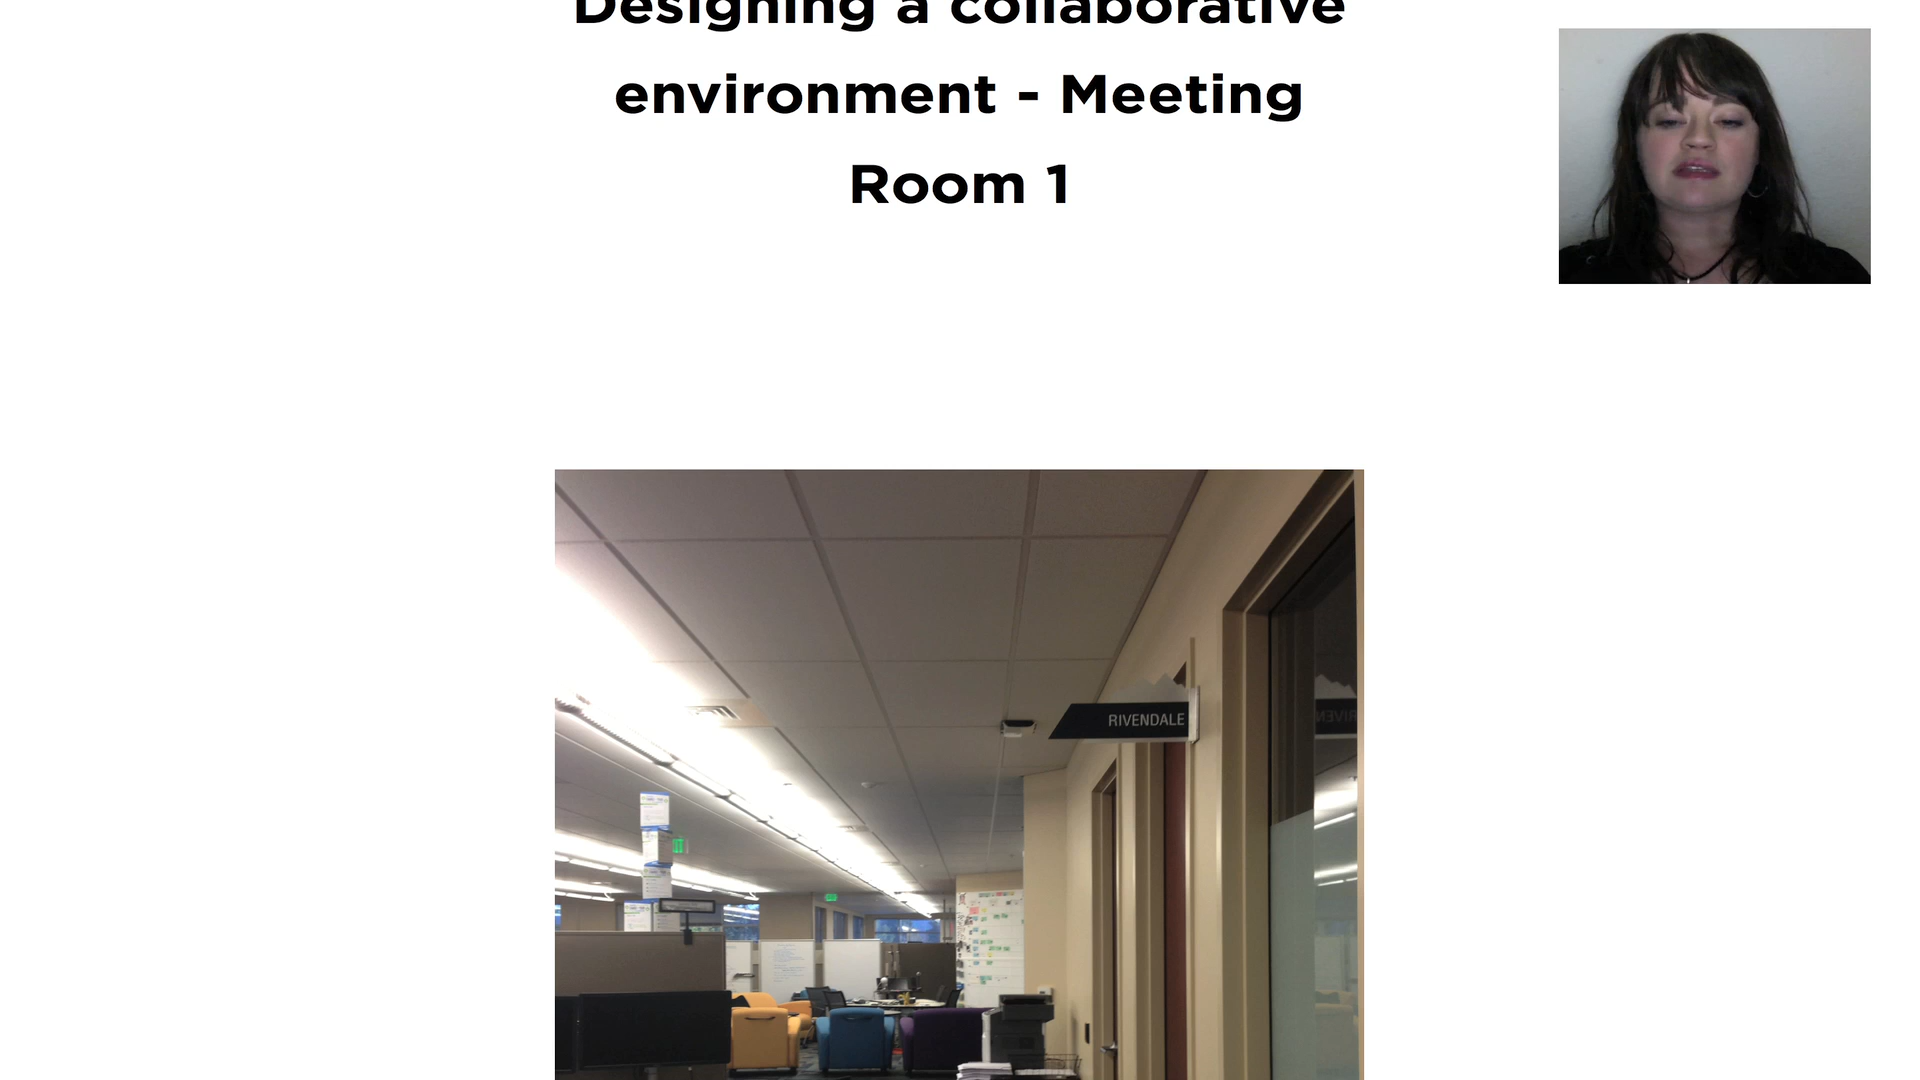 Designing a collaborative
environment - Meeting
Room 1
RIVENDALE